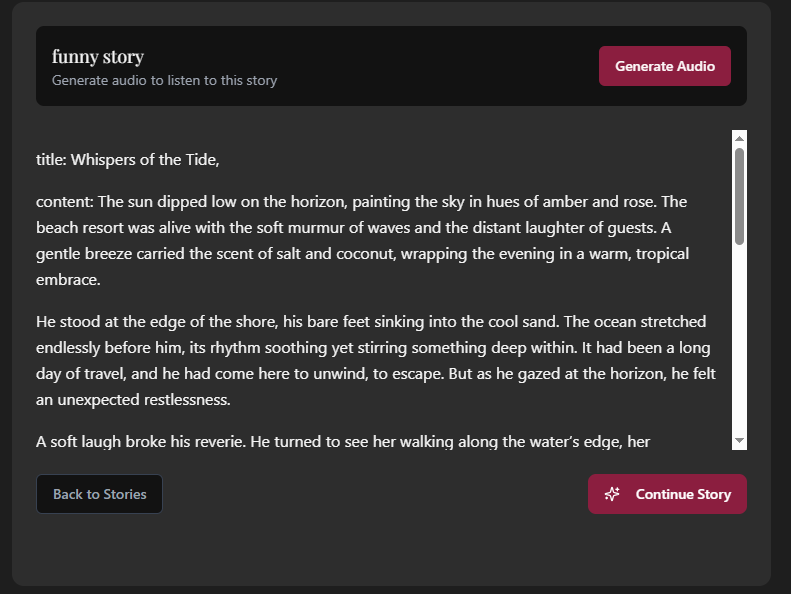 funny story
Generate audio to listen to this story
Generate Audio
title: Whispers of the Tide,
content: The sun dipped low on the horizon, painting the sky in hues of amber and rose. The
beach resort was alive with the soft murmur of waves and the distant laughter of guests. A
gentle breeze carried the scent of salt and coconut, wrapping the evening in a warm, tropical
embrace.
He stood at the edge of the shore, his bare feet sinking into the cool sand. The ocean stretched
endlessly before him, its rhythm soothing yet stirring something deep within. It had been a long
day of travel, and he had come here to unwind, to escape. But as he gazed at the horizon, he felt
an unexpected restlessness.
A soft laugh broke his reverie. He turned to see her walking along the water’s edge, her
Back to Stories
Continue Story